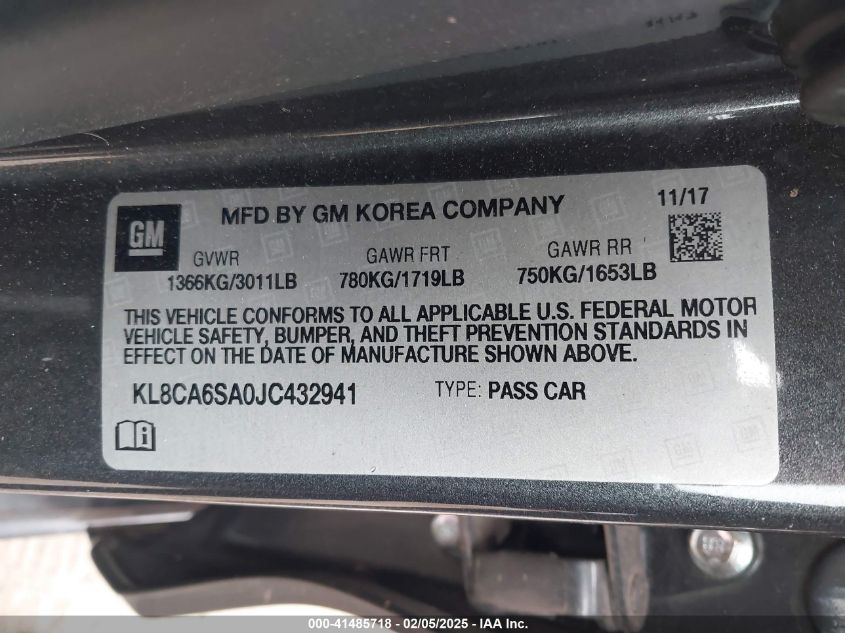 GM
MFD BY GM KOREA COMPANY
11/17
GVWR GAWR FRT GAWR RR
1366KG/3011LB 780KG/1719LB 750KG/1653LB
THIS VEHICLE CONFORMS TO ALL APPLICABLE U.S. FEDERAL MOTOR
VEHICLE SAFETY, BUMPER, AND THEFT PREVENTION STANDARDS IN
EFFECT ON THE DATE OF MANUFACTURE SHOWN ABOVE.
KL8CA6SA0JC432941 TYPE: PASS CAR
000-41485718 - 02/05/2025 - IAA Inc.